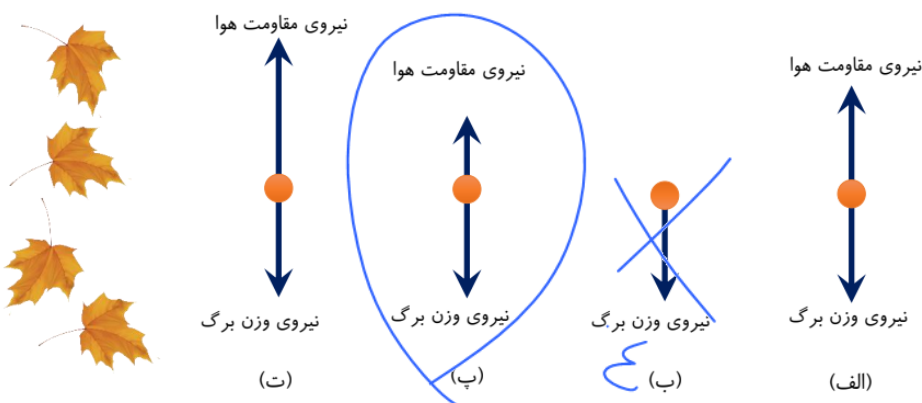 نیروی مقاومت هوا
نیروی وزن برگ
(الف)
نیروی وزن برگ
(ب)
نیروی مقاومت هوا
نیروی وزن برگ
(پ)
نیروی مقاومت هوا
نیروی وزن برگ
(ت)